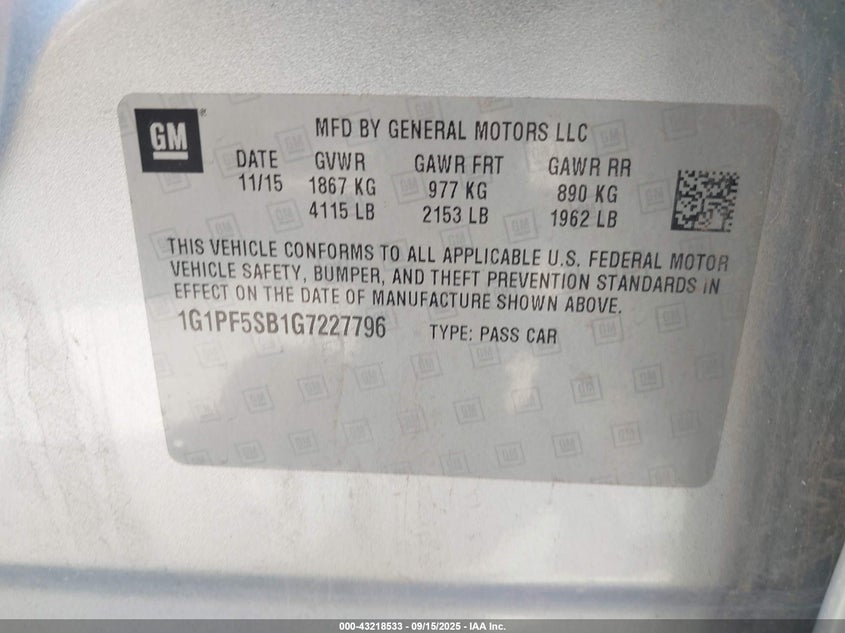 GM ® MFD BY GENERAL MOTORS LLC
DATE GVWR GAWR FRT GAWR RR
11/15 1867 KG 977 KG 890 KG
4115 LB 2153 LB 1962 LB
THIS VEHICLE CONFORMS TO ALL APPLICABLE U.S. FEDERAL MOTOR
VEHICLE SAFETY, BUMPER, AND THEFT PREVENTION STANDARDS IN
EFFECT ON THE DATE OF MANUFACTURE SHOWN ABOVE.
1G1PF5SB1G7227796 TYPE: PASS CAR
000-43218533 - 09/15/2025 - IAA Inc.